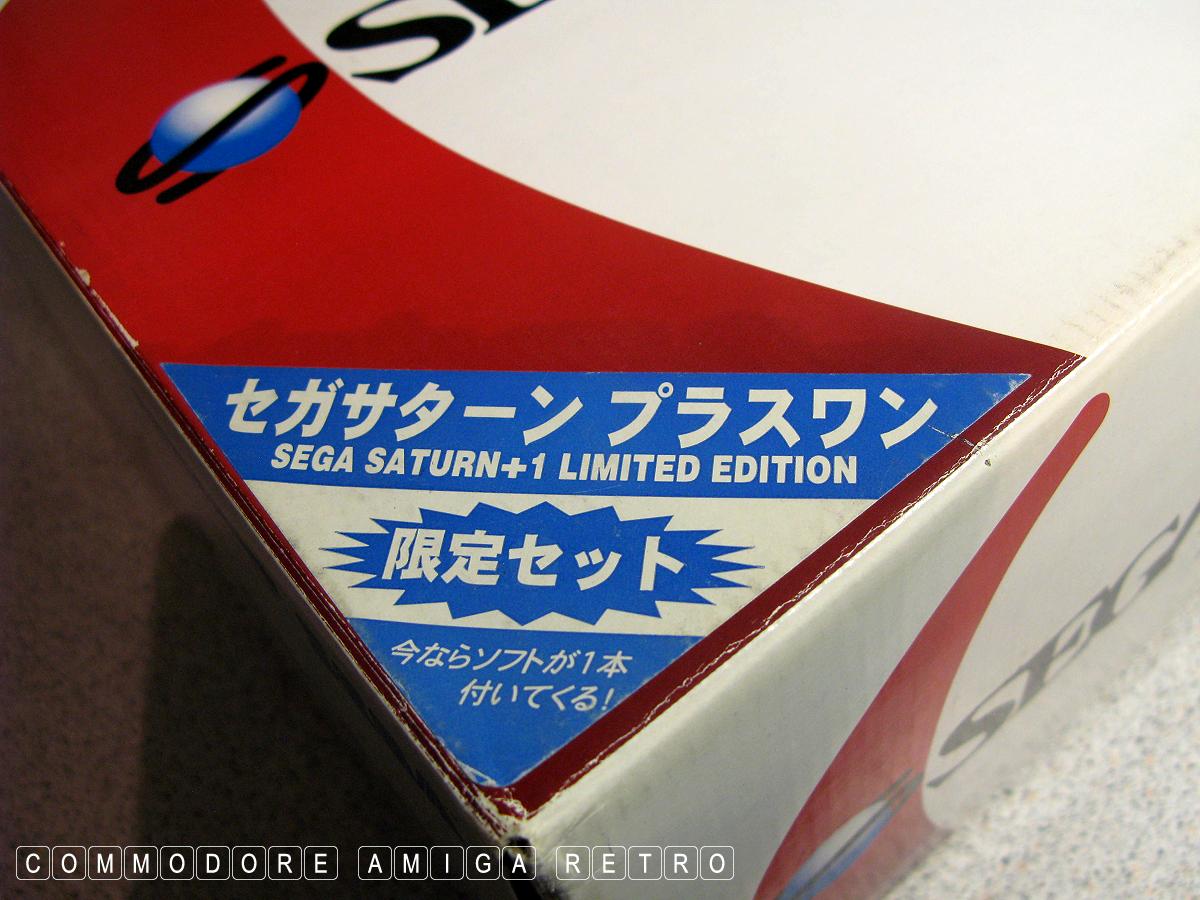 SE
セガサターン プラスワン
SEGA SATURN+1 LIMITED EDITION
限定セット
今ならソフトが1本
付いてくる!
SEG
COMMODORE AMIGA RETRO